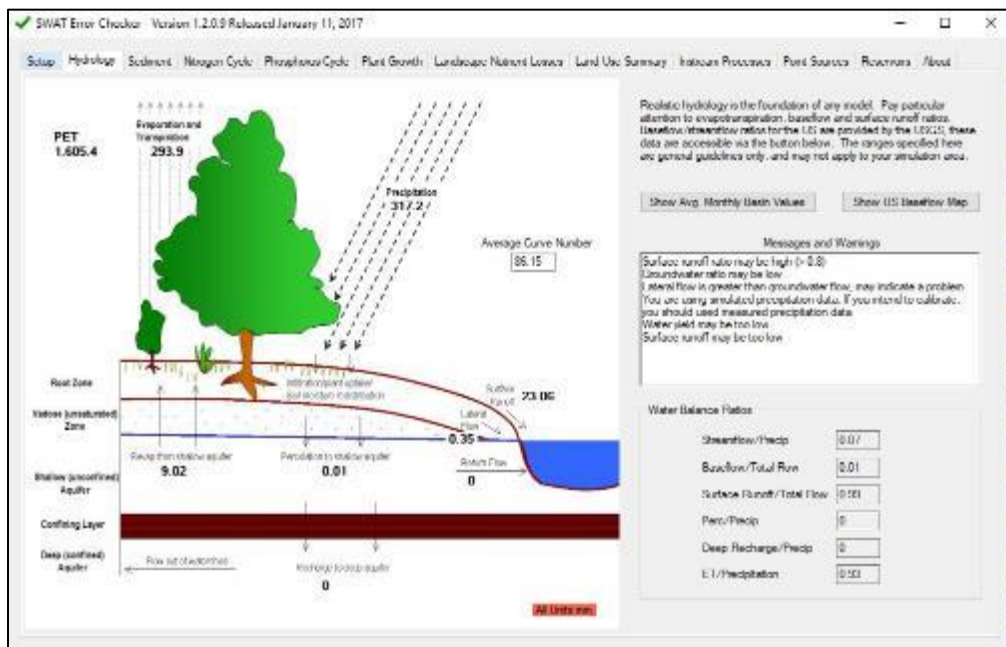 SWAT Error Checker Version 1.2.0.9 Released January 11, 2017
Setup Hydrology Sediment Nitrogen Cycle Phosphorus Cycle Plant Growth Landscape Nutrient Losses Land Use Summary Instream Processes Point Sources Reservoirs About
PET
1,605.4
Evaporation and
Transpiration
293.9
Precipitation
317.2
Average Curve Number
86.15
Root Zone
Infiltration/plant uptake/
Soil moisture redistribution
Surface
Runoff
23.06
Vadose (unsaturated)
Zone
Lateral
Flow
0.35
Revap from shallow aquifer
9.02
Percolation to shallow aquifer
0.01
Return Flow
0
Shallow (unconfined)
Aquifer
Confining Layer
Deep (confined)
Aquifer
Flow out of watershed
Recharge to deep aquifer
0
All Units mm
Realistic hydrology is the foundation of any model. Pay particular
attention to evapotranspiration, baseflow and surface runoff ratios.
Baseflow/streamflow ratios for the US are provided by the USGS, these
data are accessible via the button below. The ranges specified here
are general guidelines only, and may not apply to your simulation area.
Show Avg. Monthly Basin Values
Show US Baseflow Map
Messages and Warnings
Surface runoff ratio may be high (> 0.8)
Groundwater ratio may be low
Lateral flow is greater than groundwater flow, may indicate a problem
You are using simulated precipitation data. If you intend to calibrate,
you should used measured precipitation data
Water yield may be too low
Surface runoff may be too low
Water Balance Ratios
Streamflow/Precip 0.07
Baseflow/Total Flow 0.01
Surface Runoff/Total Flow 0.99
Perc/Precip 0
Deep Recharge/Precip 0
ET/Precipitation 0.93